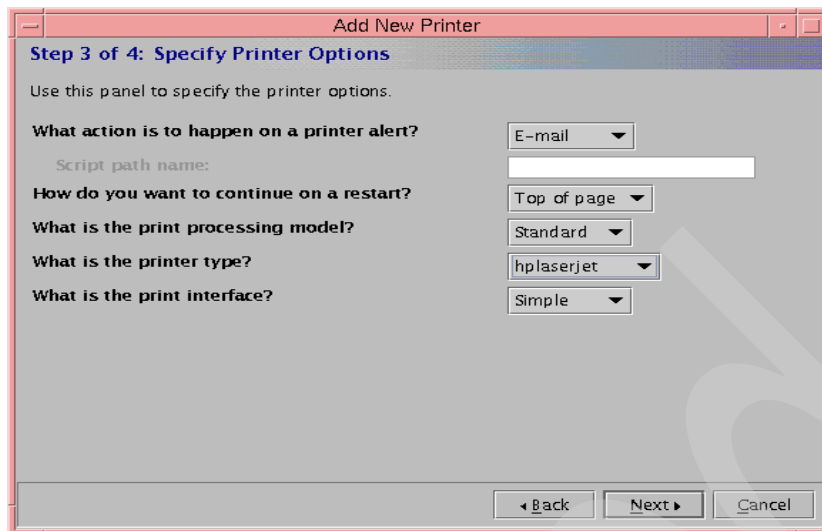 Add New Printer
Step 3 of 4: Specify Printer Options
Use this panel to specify the printer options.
What action is to happen on a printer alert? E-mail
Script path name:
How do you want to continue on a restart? Top of page
What is the print processing model? Standard
What is the printer type? hplaserjet
What is the print interface? Simple
Back Next Cancel